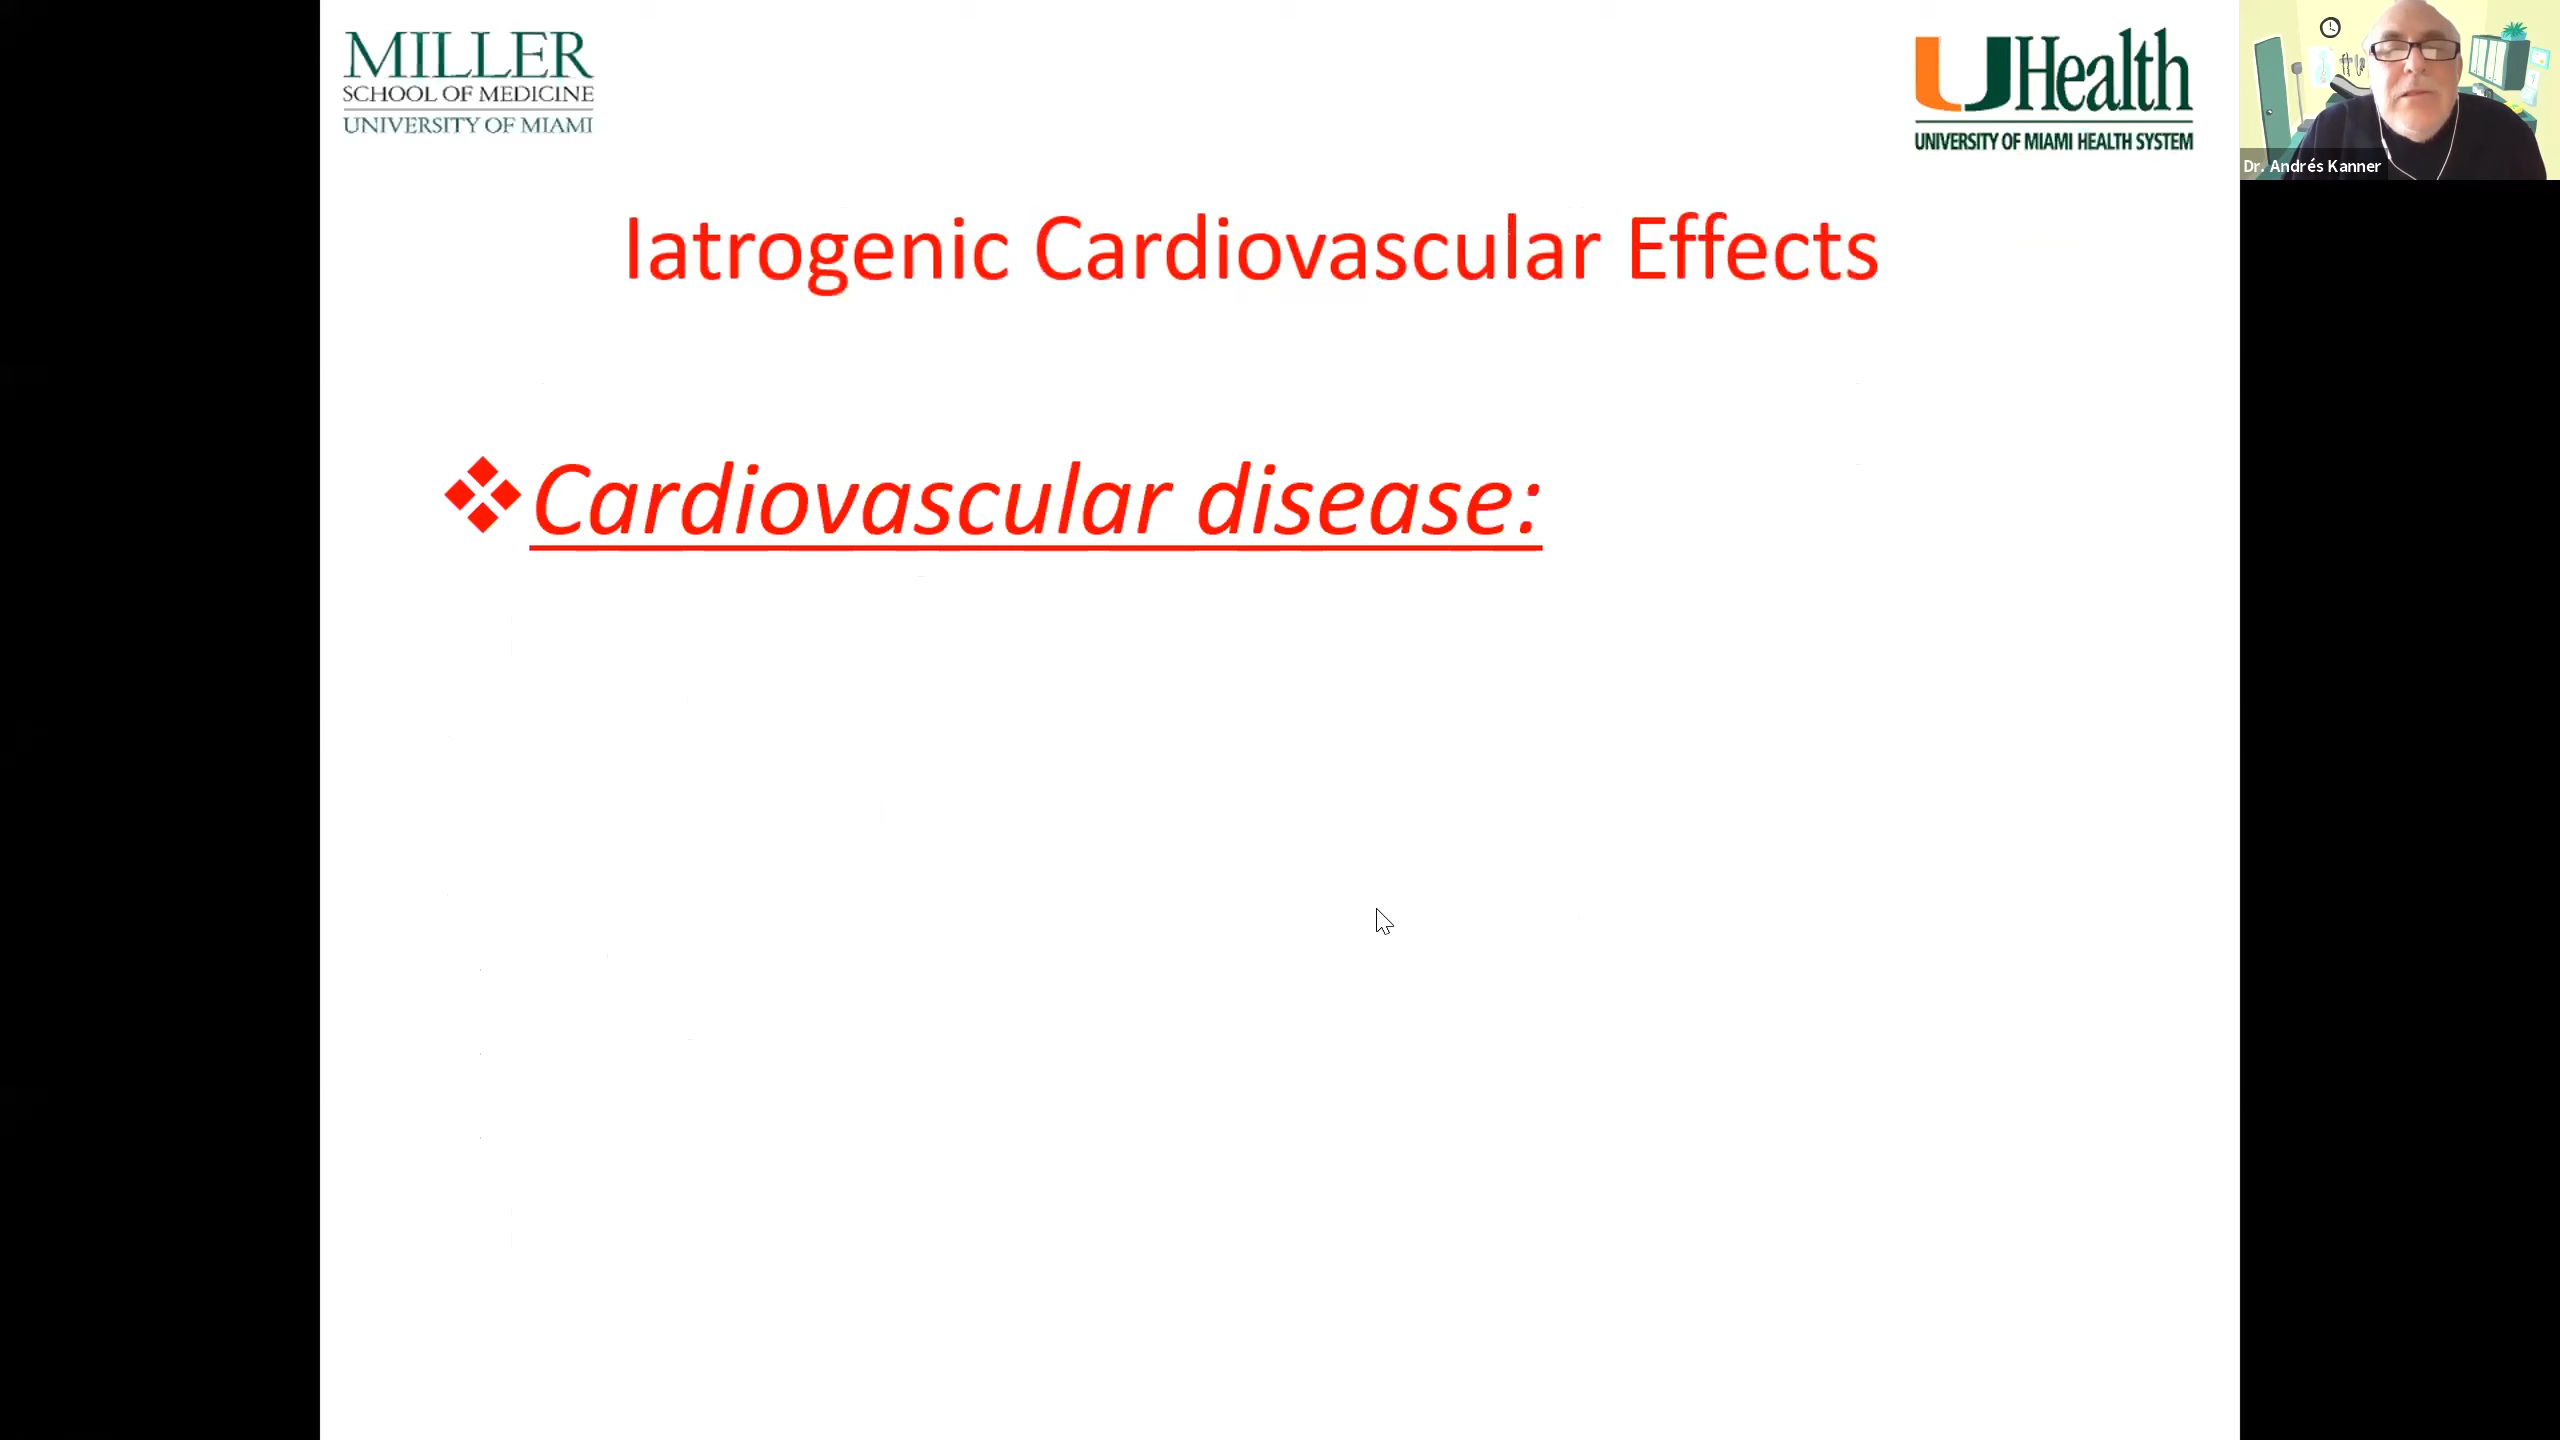 MILLER
SCHOOL OF MEDICINE
UNIVERSITY OF MIAMI
UHealth
UNIVERSITY OF MIAMI HEALTH SYSTEM
Dr. Andrés Kanner
Iatrogenic Cardiovascular Effects
Cardiovascular disease: